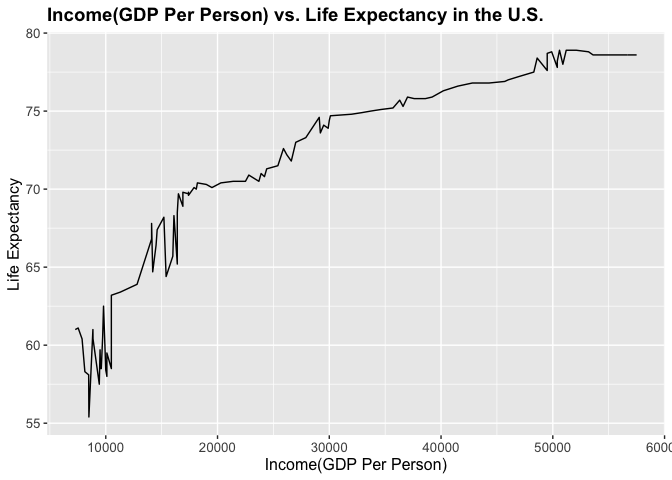 Income(GDP Per Person) vs. Life Expectancy in the U.S.
80
75
70
65
60
55
Life Expectancy
10000 20000 30000 40000 50000 6000
Income(GDP Per Person)